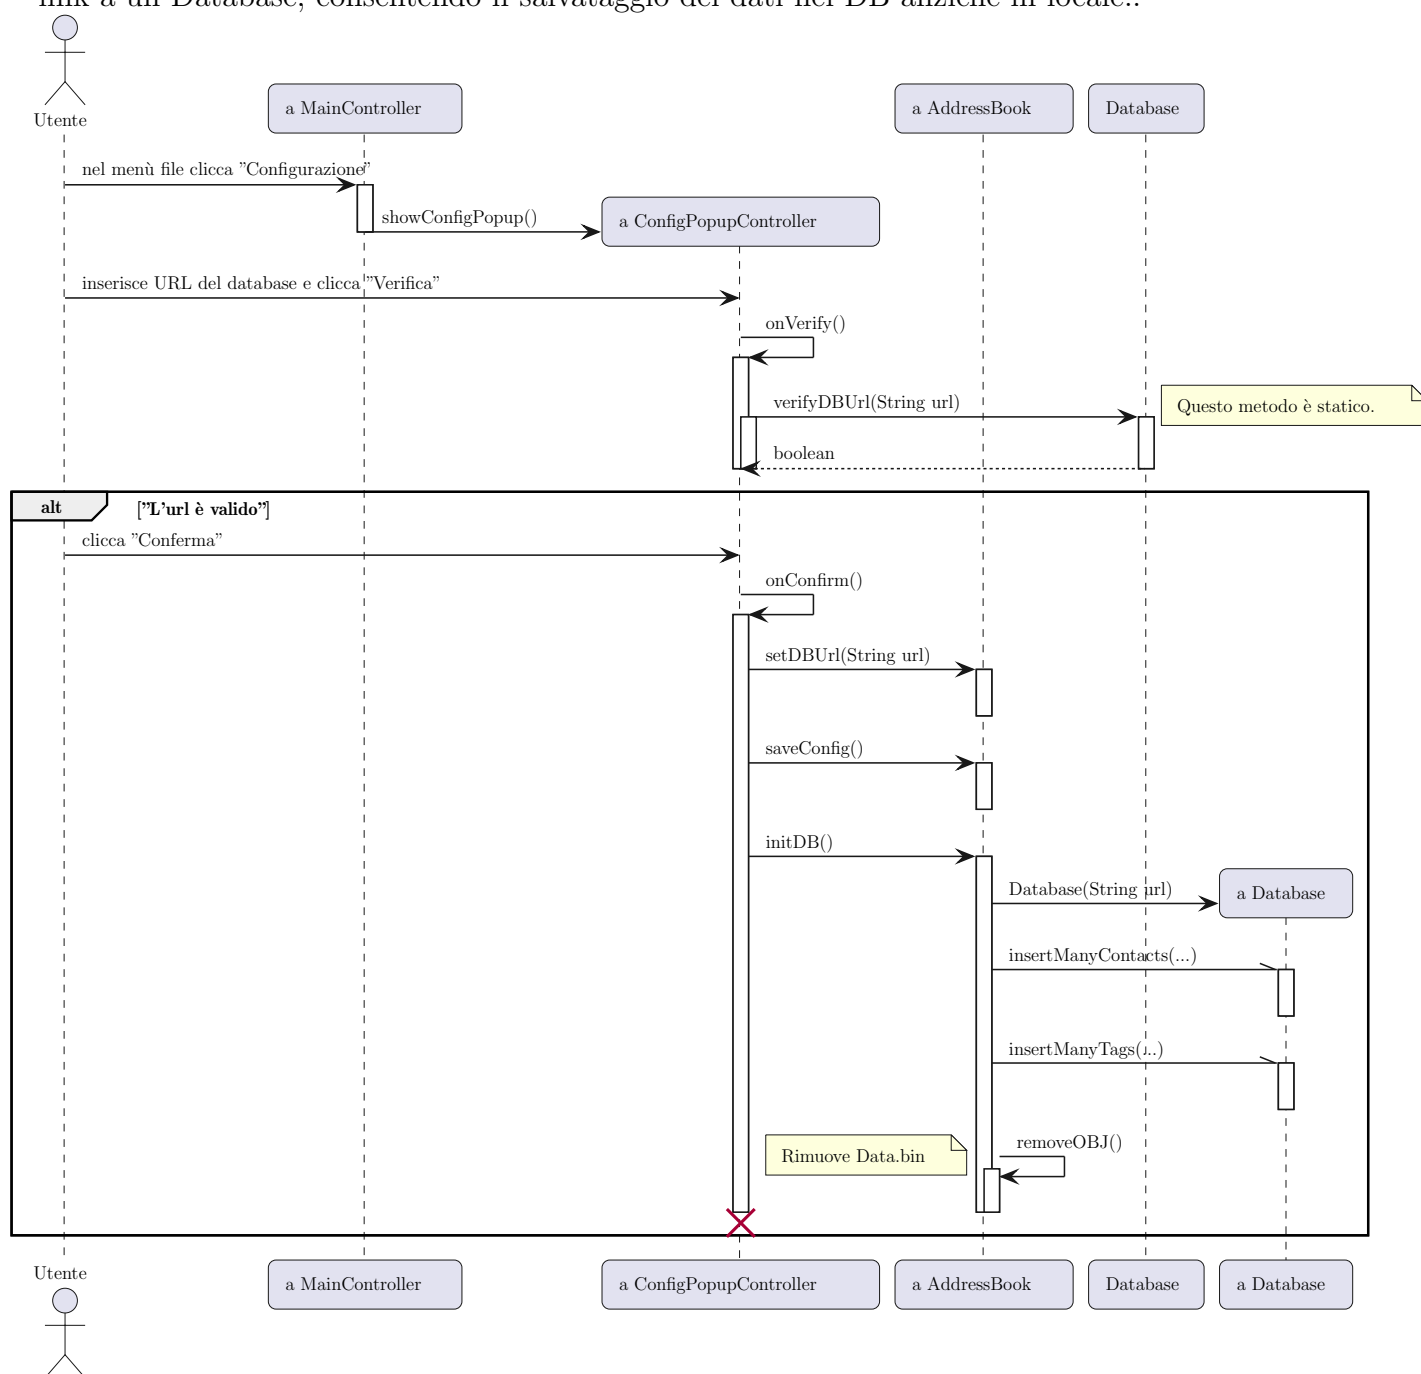 link a un Database, consentendo il salvataggio dei dati nel DB anziché in locale..
Utente
a MainController
a AddressBook
Database
nel menù file clicca ”Configurazione”
showConfigPopup()
a ConfigPopupController
inserisce URL del database e clicca ”Verifica”
onVerify()
verifyDBUrl(String url)
Questo metodo è statico.
boolean
alt
[”L’url è valido”]
clicca ”Conferma”
onConfirm()
setDBUrl(String url)
saveConfig()
initDB()
Database(String url)
a Database
insertManyContacts(...)
insertManyTags(...)
removeOBJ()
Rimuove Data.bin
Utente
a MainController
a ConfigPopupController
a AddressBook
Database
a Database